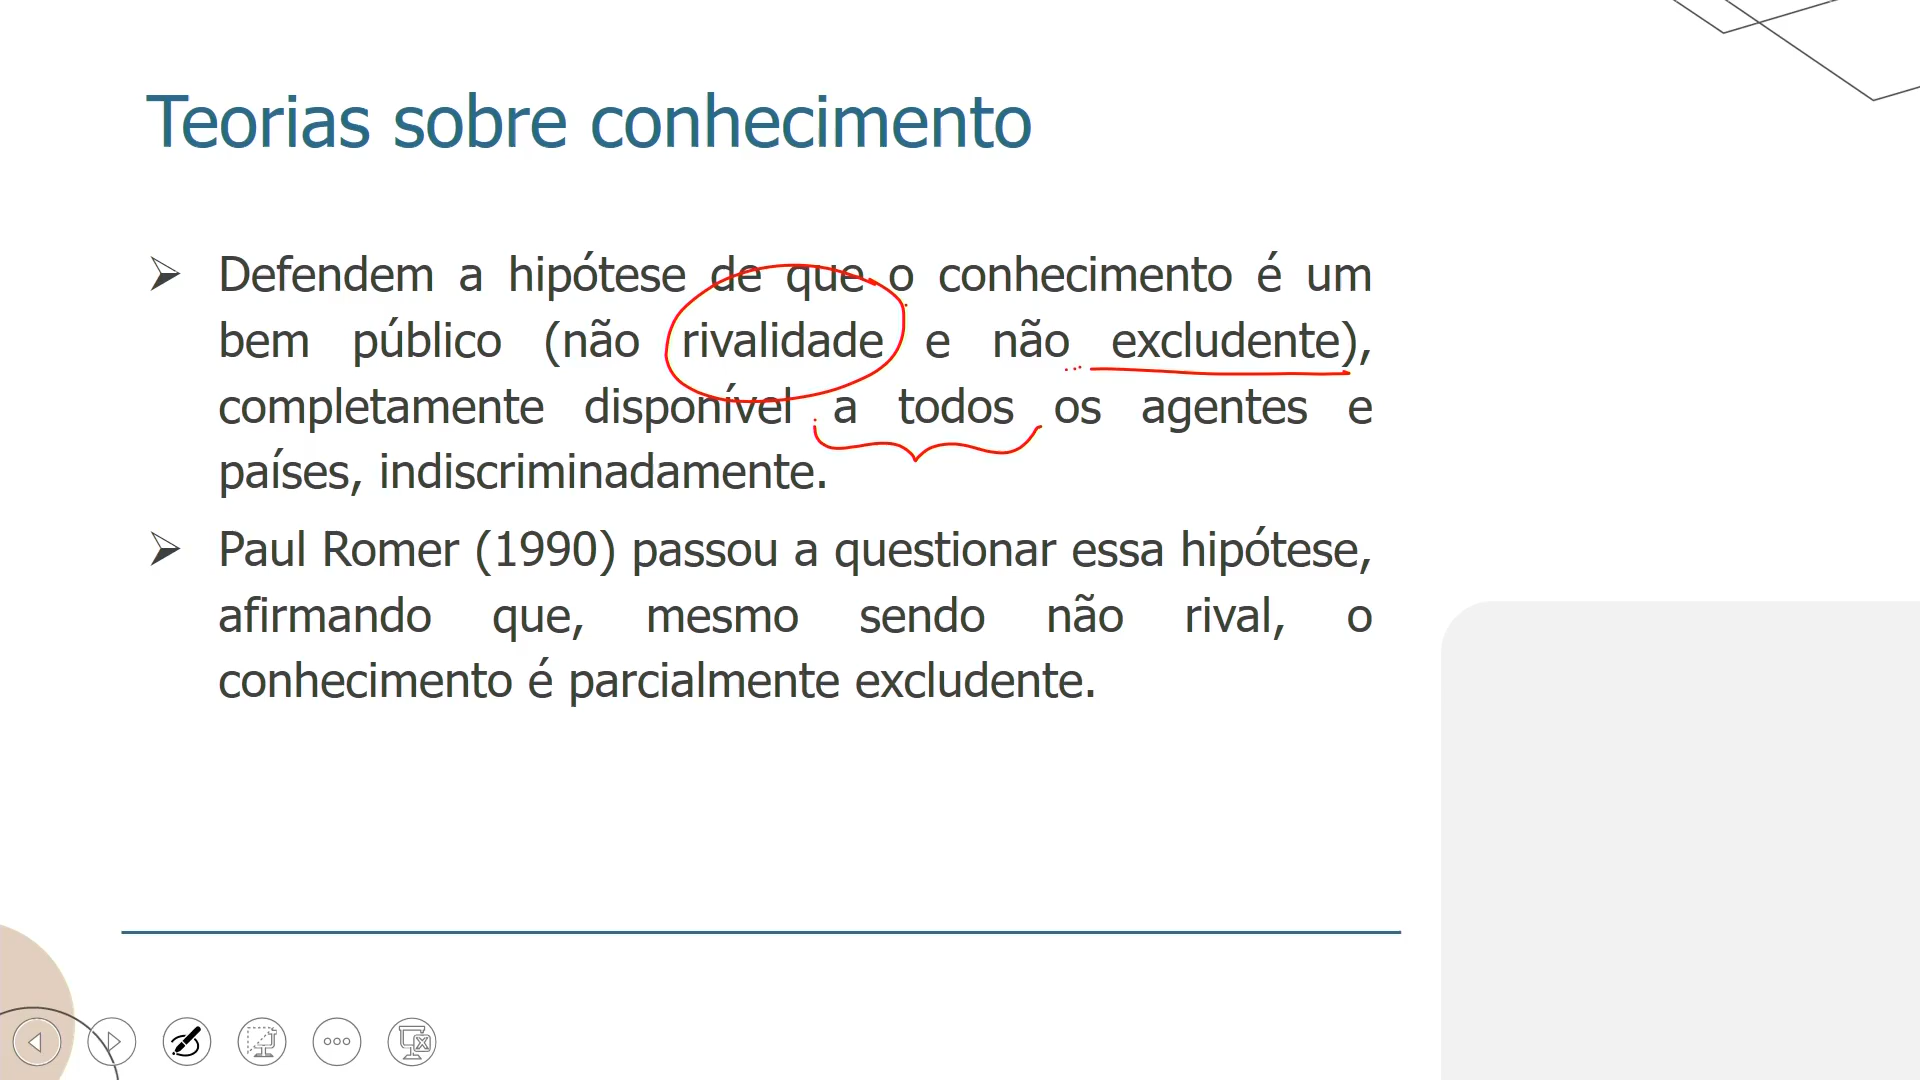 Teorias sobre conhecimento
Defendem a hipótese de que o conhecimento é um
bem público (não rivalidade e não excludente),
completamente disponível a todos os agentes e
países, indiscriminadamente.
Paul Romer (1990) passou a questionar essa hipótese,
afirmando que, mesmo sendo não rival, o
conhecimento é parcialmente excludente.